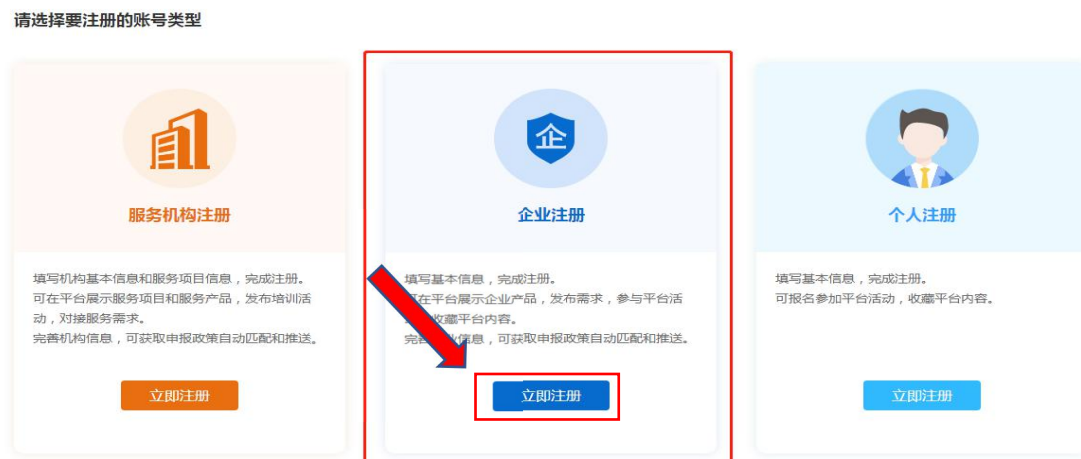 请选择要注册的账号类型
企
服务机构注册
企业注册
个人注册
填写机构基本信息和服务项目信息，完成注册。
可在平台展示服务项目和服务产品，发布培训活
动，对接服务需求。
完善机构信息，可获取申报政策自动匹配和推送。
立即注册
填写基本信息，完成注册。
在平台展示企业产品，发布需求，参与平台活
收藏平台内容。
完善 业信息，可获取申报政策自动匹配和推送。
立即注册
填写基本信息，完成注册。
可报名参加平台活动，收藏平台内容。
立即注册